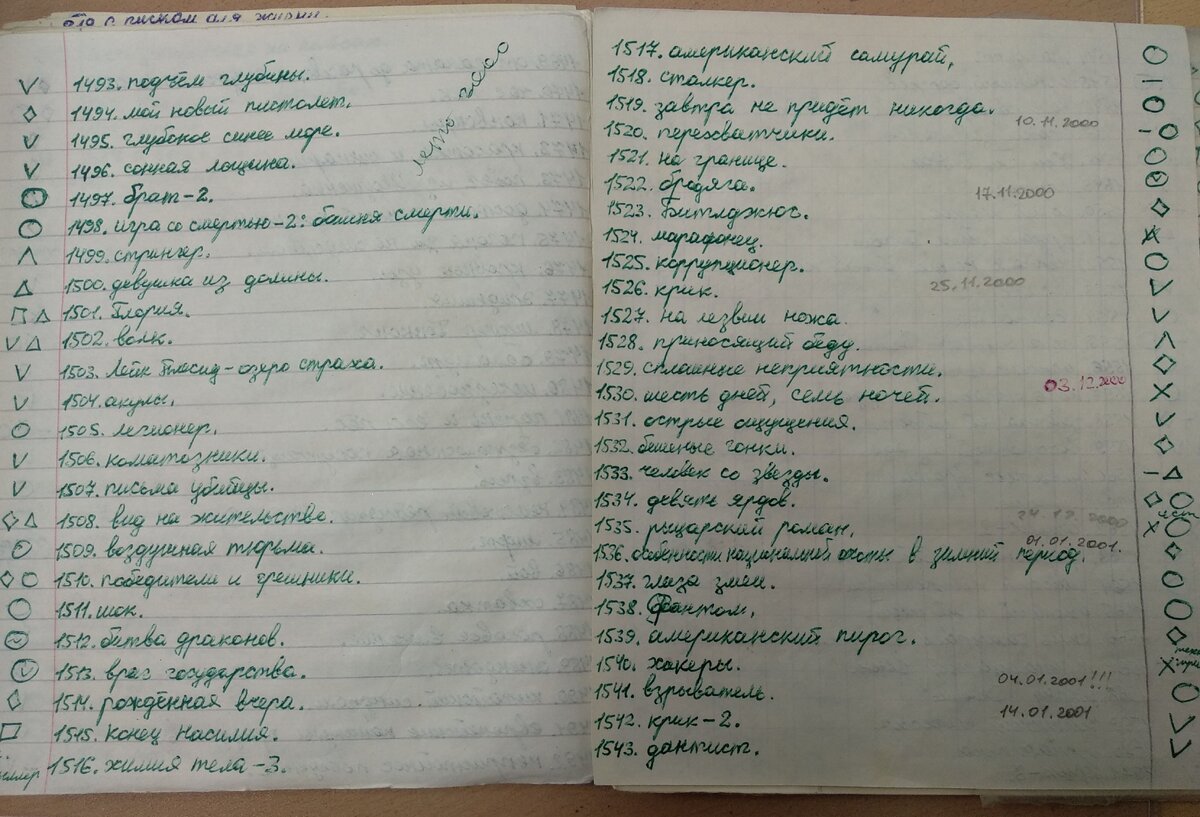 с риском для жизни.
лето 2000
1493. подъём глубины.
1494. мой новый пистолет.
1495. глубокое синее море.
1496. сонная лощина.
1497. брат-2.
1498. игра со смертью-2: башня смерти.
1499. стрингер.
1500. девушка из долины.
1501. Глория.
1502. волк.
1503. Лейк Плэсид - озеро страха.
1504. акулы.
1505. легионер.
1506. коматозники.
1507. письма убийцы.
1508. вид на жительство.
1509. воздушная тюрьма.
1510. победители и грешники.
1511. шок.
1512. битва драконов.
1513. враг государства.
1514. рождённая вчера.
1515. конец насилия.
1516. химия тела-3.
1517. американский самурай.
1518. сталкер.
1519. завтра не придёт никогда.
10.11.2000
1520. перехватчики.
1521. на границе.
1522. бродяга.
17.11.2000
1523. Битлджюс.
1524. марафонец.
1525. коррупционер.
1526. крик.
25.11.2000
1527. на лезвии ножа.
1528. приносящий беду.
1529. сплошные неприятности.
03.12.2000
1530. шесть дней, семь ночей.
1531. острые ощущения.
1532. бешеные гонки.
1533. человек со звезды.
1534. девять ярдов.
24.12.2000
1535. рыцарский роман.
01.01.2001.
1536. особенности национальной охоты в зимний период.
1537. глаза змеи.
1538. Фантом.
1539. американский пирог.
1540. хакеры.
04.01.2001!!!
1541. взрыватель.
14.01.2001
1542. крик-2.
1543. дантист.